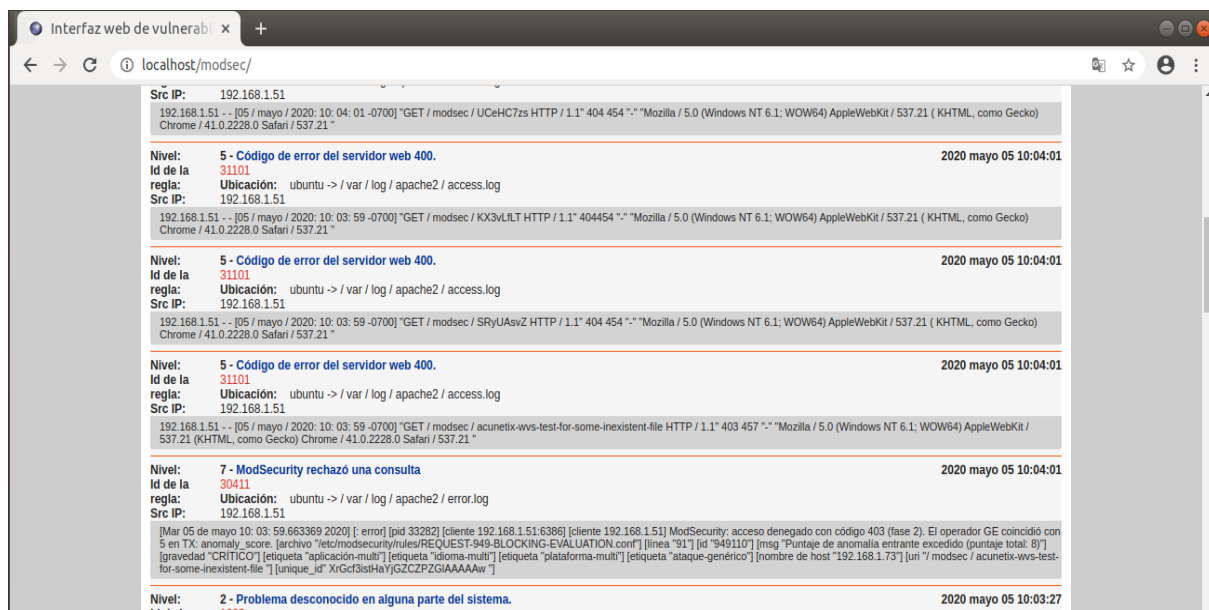 Interfaz web de vulnerabi
localhost/modsec/
Src IP: 192.168.1.51
192.168.1.51 - - [05 / mayo / 2020: 10: 04: 01 -0700] "GET / modsec / UCeHC7zs HTTP / 1.1" 404 454 "-" "Mozilla / 5.0 (Windows NT 6.1; WOW64) AppleWebKit / 537.21 ( KHTML, como Gecko)
Chrome / 41.0.2228.0 Safari / 537.21 "
Nivel: 5 - Código de error del servidor web 400. 2020 mayo 05 10:04:01
Id de la 31101
regla: Ubicación: ubuntu -> / var / log / apache2 / access.log
Src IP: 192.168.1.51
192.168.1.51 - - [05 / mayo / 2020: 10: 03: 59 -0700] "GET / modsec / KX3vLfLT HTTP / 1.1" 404454 "-" "Mozilla / 5.0 (Windows NT 6.1; WOW64) AppleWebKit / 537.21 ( KHTML, como Gecko)
Chrome / 41.0.2228.0 Safari / 537.21 "
Nivel: 5 - Código de error del servidor web 400. 2020 mayo 05 10:04:01
Id de la 31101
regla: Ubicación: ubuntu -> / var / log / apache2 / access.log
Src IP: 192.168.1.51
192.168.1.51 - - [05 / mayo / 2020: 10: 03: 59 -0700] "GET / modsec / SRyUAsvZ HTTP / 1.1" 404 454 "-" "Mozilla / 5.0 (Windows NT 6.1; WOW64) AppleWebKit / 537.21 ( KHTML, como Gecko)
Chrome / 41.0.2228.0 Safari / 537.21 "
Nivel: 5 - Código de error del servidor web 400. 2020 mayo 05 10:04:01
Id de la 31101
regla: Ubicación: ubuntu -> / var / log / apache2 / access.log
Src IP: 192.168.1.51
192.168.1.51 - - [05 / mayo / 2020: 10: 03: 59 -0700] "GET / modsec / acunetix-wvs-test-for-some-inexistent-file HTTP / 1.1" 403 457 "-" "Mozilla / 5.0 (Windows NT 6.1; WOW64) AppleWebKit /
537.21 (KHTML, como Gecko) Chrome / 41.0.2228.0 Safari / 537.21 "
Nivel: 7 - ModSecurity rechazó una consulta 2020 mayo 05 10:04:01
Id de la 30411
regla: Ubicación: ubuntu -> / var / log / apache2 / error.log
Src IP: 192.168.1.51
[Mar 05 de mayo 10: 03: 59.663369 2020] [: error] [pid 33282] [cliente 192.168.1.51:6386] [cliente 192.168.1.51] ModSecurity: acceso denegado con código 403 (fase 2). El operador GE coincidió con
5 en TX: anomaly_score. [archivo "/etc/modsecurity/rules/REQUEST-949-BLOCKING-EVALUATION.conf"] [línea "91"] [id "949110"] [msg "Puntaje de anomalía entrante excedido (puntaje total: 8)"]
[gravedad "CRÍTICO"] [etiqueta "aplicación-multi"] [etiqueta "idioma-multi"] [etiqueta "plataforma-multi"] [etiqueta "ataque-genérico"] [nombre de host "192.168.1.73"] [uri "/ modsec / acunetix-wvs-test-
for-some-inexistent-file "] [unique_id" XrGcf3istHaYjGZCZPZGIAAAAAw "]
Nivel: 2 - Problema desconocido en alguna parte del sistema. 2020 mayo 05 10:03:27